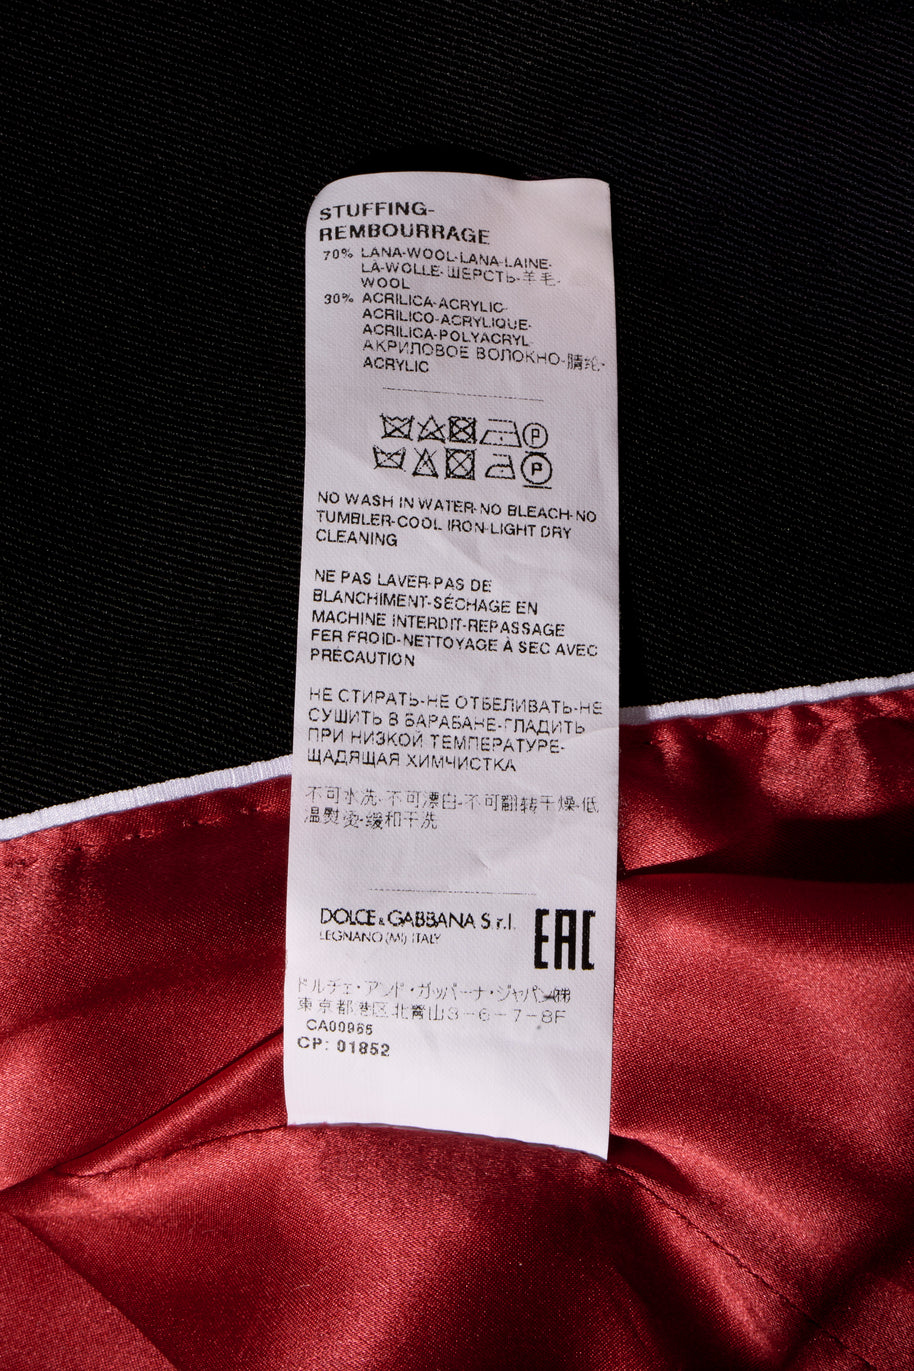 STUFFING-
REMBOURRAGE
70% LANA-WOOL-LANA-LAINE-
LÀ-WOLLE-ШЕРСТЬ-羊毛-
WOOL
30% ACRILICA-ACRYLIC-
ACRILICO-ACRYLIQUE-
ACRILICA-POLYACRYL-
АКРИЛОВОЕ ВОЛОКНО-腈纶-
ACRYLIC
P
P
NO WASH IN WATER-NO BLEACH-NO
TUMBLER-COOL IRON-LIGHT DRY
CLEANING
NE PAS LAVER-PAS DE
BLANCHIMENT-SÉCHAGE EN
MACHINE INTERDIT-REPASSAGE
FER FROID-NETTOYAGE À SEC AVEC
PRÉCAUTION
НЕ СТИРАТЬ-НЕ ОТБЕЛИВАТЬ-НЕ
СУШИТЬ В БАРАБАНЕ-ГЛАДИТЬ
ПРИ НИЗКОЙ ТЕМПЕРАТУРЕ-
ЩАДЯЩАЯ ХИМЧИСТКА
不可水洗-不可漂白-不可翻转干燥-低
温熨烫-缓和干洗
DOLCE & GABBANA S.r.l.
LEGNANO (MI) ITALY
EAC
ドルチェ・アンド・ガッバーナ・ジャパン㈱
東京都港区北青山3-6-7-8F
CA00966
CP: 01852